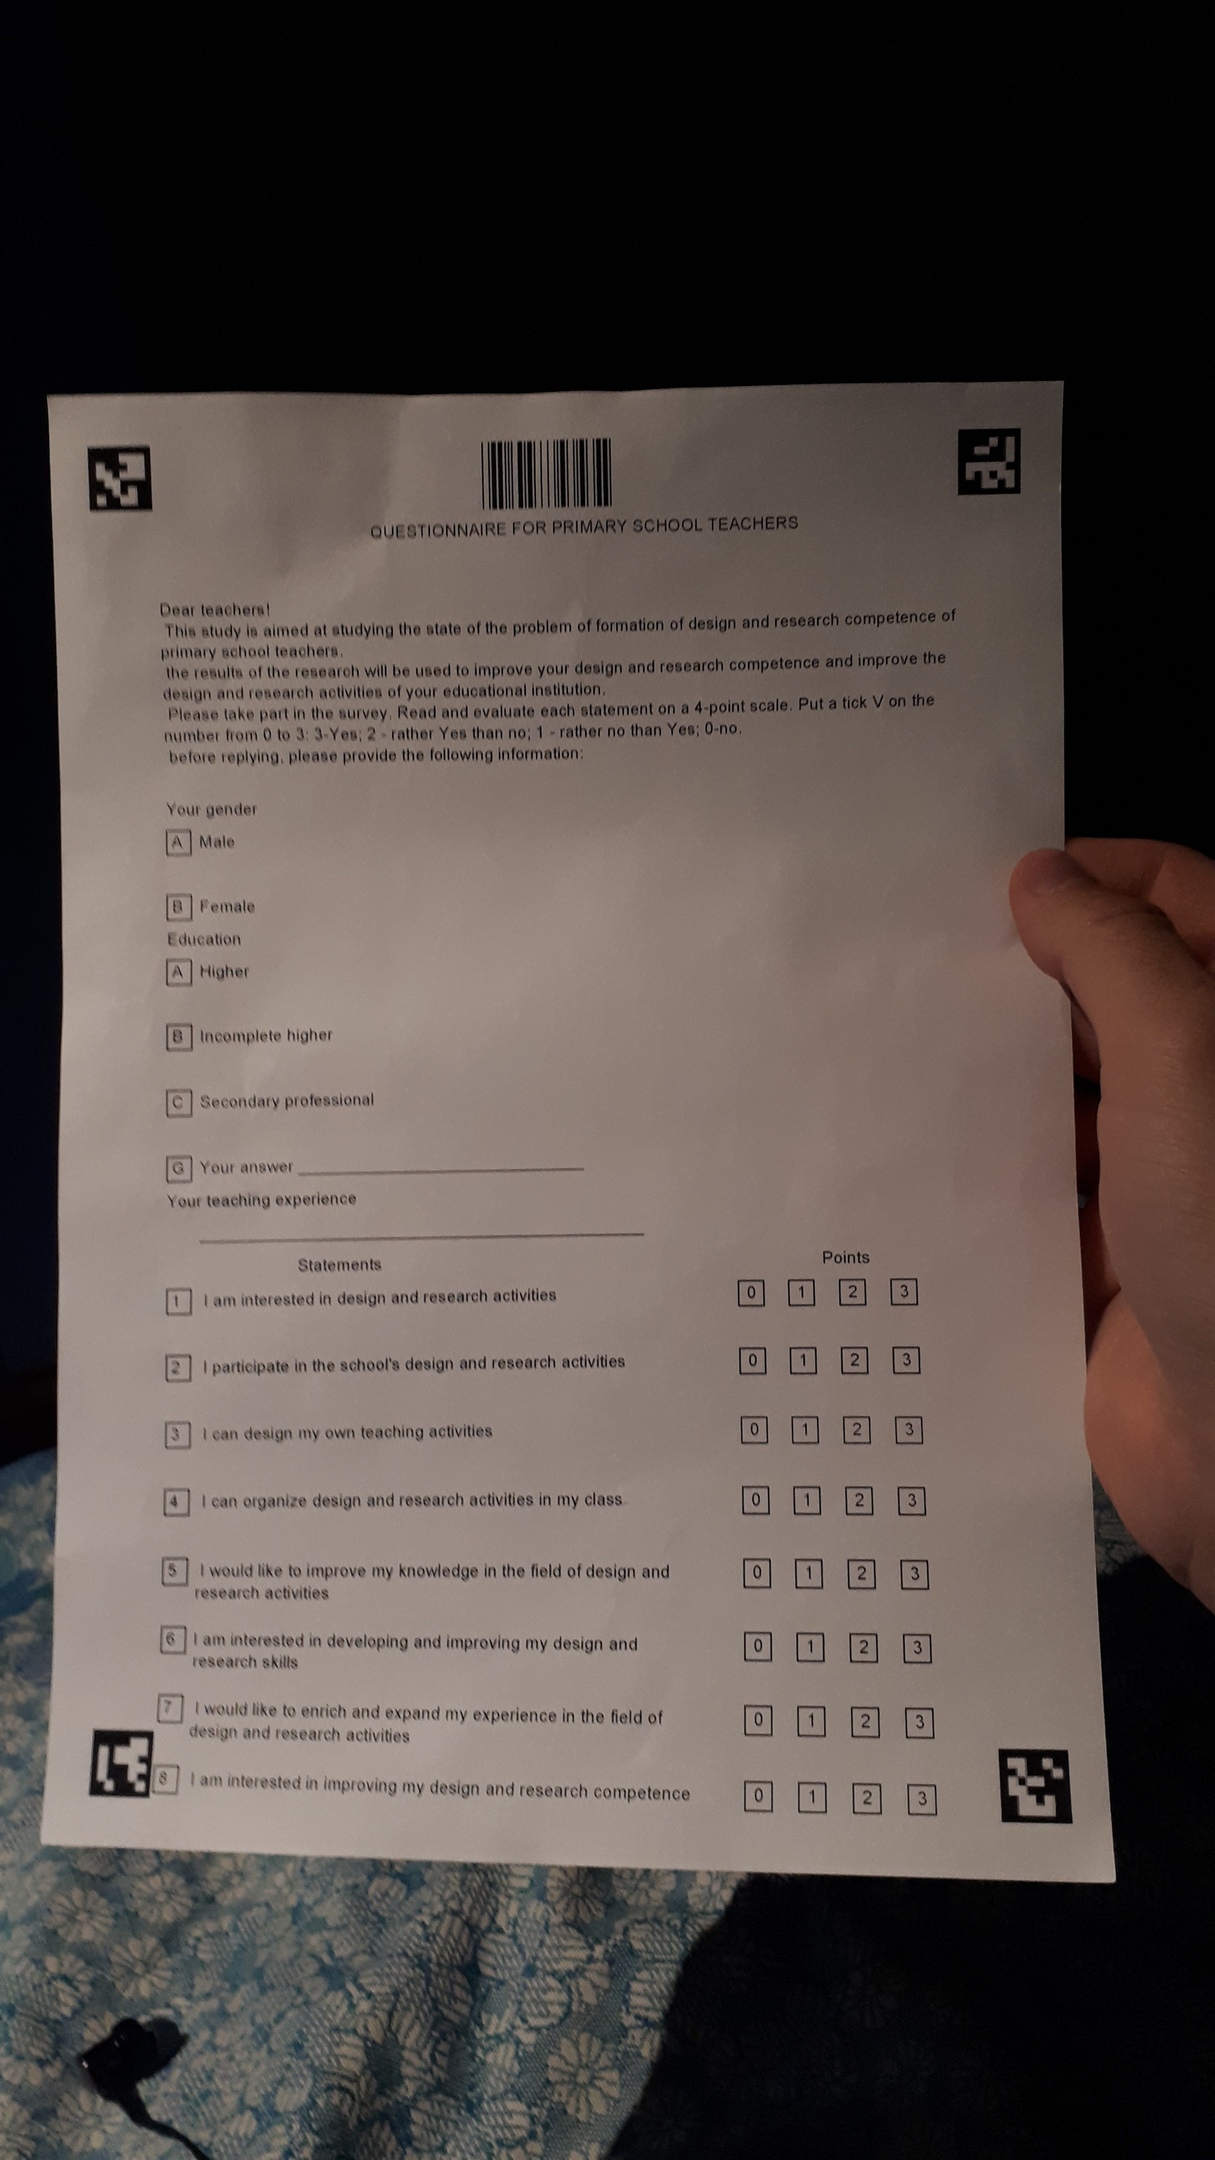 QUESTIONNAIRE FOR PRIMARY SCHOOL TEACHERS
Dear teachers!
This study is aimed at studying the state of the problem of formation of design and research competence of
primary school teachers.
the results of the research will be used to improve your design and research competence and improve the
design and research activities of your educational institution.
Please take part in the survey. Read and evaluate each statement on a 4-point scale. Put a tick V on the
number from 0 to 3: 3-Yes; 2 - rather Yes than no; 1 - rather no than Yes; 0-no.
before replying, please provide the following information:
Your gender
A Male
B Female
Education
A Higher
B Incomplete higher
C Secondary professional
G Your answer
Your teaching experience
Statements Points
1 I am interested in design and research activities 0 1 2 3
2 I participate in the school's design and research activities 0 1 2 3
3 I can design my own teaching activities 0 1 2 3
4 I can organize design and research activities in my class 0 1 2 3
5 I would like to improve my knowledge in the field of design and 0 1 2 3
research activities
6 I am interested in developing and improving my design and 0 1 2 3
research skills
7 I would like to enrich and expand my experience in the field of 0 1 2 3
design and research activities
8 I am interested in improving my design and research competence 0 1 2 3